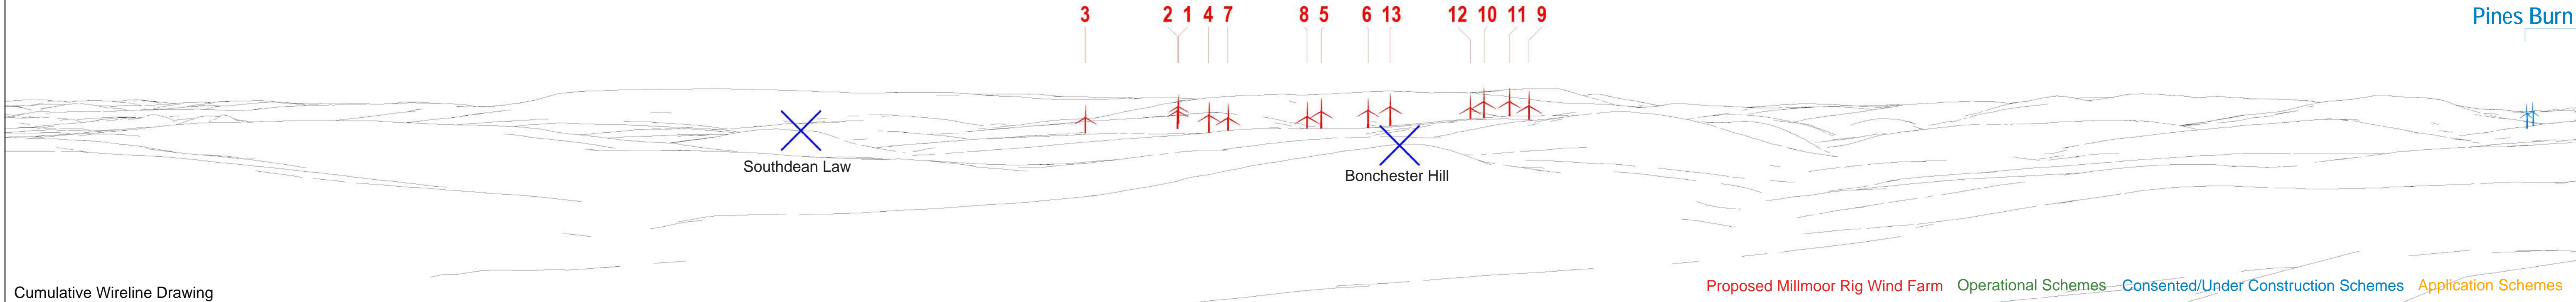 3 2 1 4 7 8 5 6 13 12 10 11 9 Pines Burn
Southdean Law
Bonchester Hill
Cumulative Wireline Drawing
Proposed Millmoor Rig Wind Farm Operational Schemes Consented/Under Construction Schemes Application Schemes